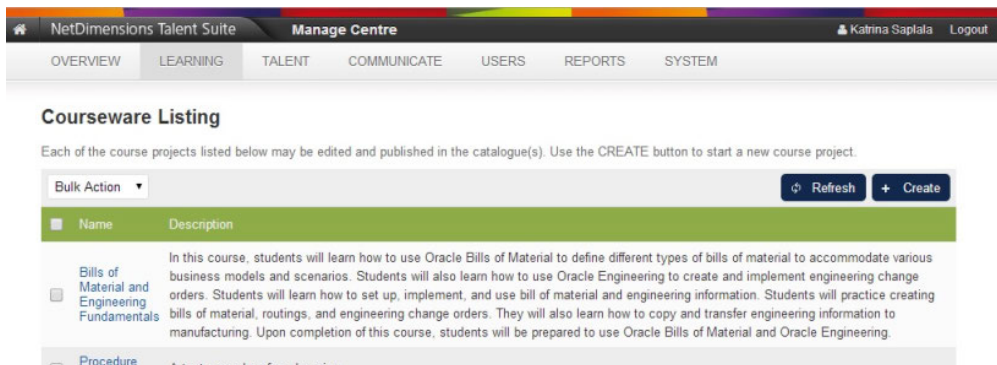 NetDimensions Talent Suite Manage Centre Katrina Saplala Logout
OVERVIEW LEARNING TALENT COMMUNICATE USERS REPORTS SYSTEM
Courseware Listing
Each of the course projects listed below may be edited and published in the catalogue(s). Use the CREATE button to start a new course project.
Bulk Action Refresh + Create
Name Description
Bills of
Material and
Engineering
Fundamentals
In this course, students will learn how to use Oracle Bills of Material to define different types of bills of material to accommodate various
business models and scenarios. Students will also learn how to use Oracle Engineering to create and implement engineering change
orders. Students will learn how to set up, implement, and use bill of material and engineering information. Students will practice creating
bills of material, routings, and engineering change orders. They will also learn how to copy and transfer engineering information to
manufacturing. Upon completion of this course, students will be prepared to use Oracle Bills of Material and Oracle Engineering.
Procedure